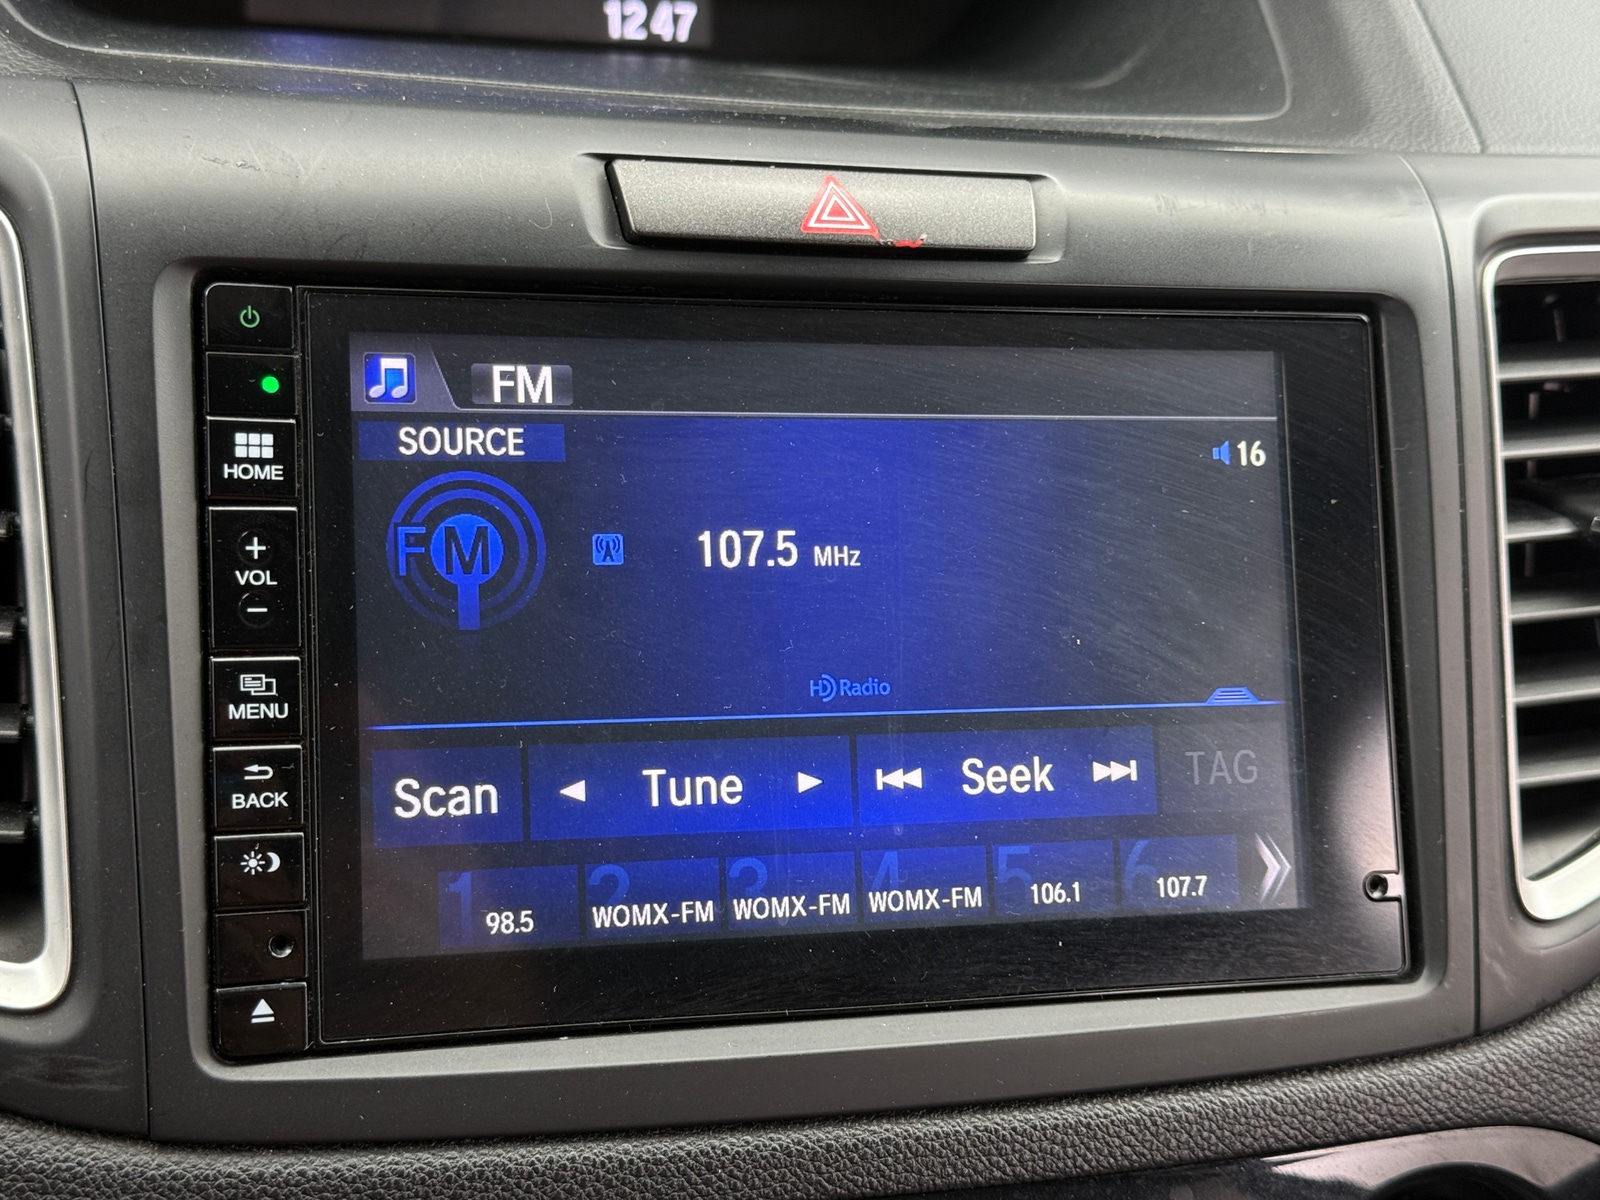 12 47
FM
SOURCE
16
FM
107.5 MHz
HD Radio
HOME
+
VOL
−
MENU
BACK
Scan
Tune
Seek
TAG
1 98.5
2 WOMX-FM
3 WOMX-FM
4 WOMX-FM
5 106.1
6 107.7